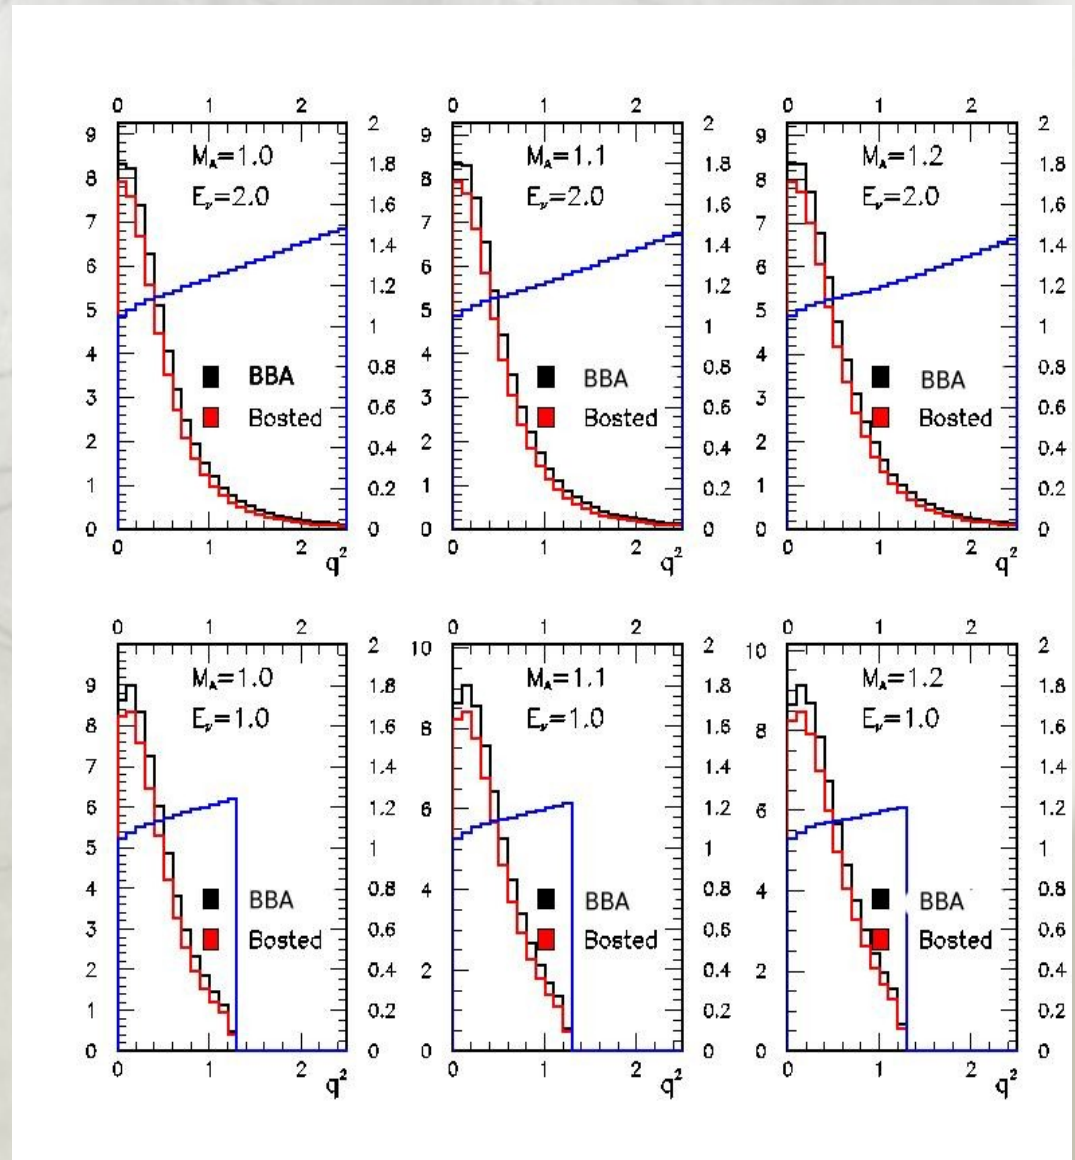 0 1 2 0 1 2 0 1 2
9 2 9 2 9 2
M_A=1.0 M_A=1.1 M_A=1.2
8 1.8 8 1.8 8 1.8
E_ν=2.0 E_ν=2.0 E_ν=2.0
7 1.6 7 1.6 7 1.6
6 1.4 6 1.4 6 1.4
5 1.2 5 1.2 5 1.2
1 1 1
4 0.8 4 0.8 4 0.8
BBA BBA BBA
3 0.6 3 0.6 3 0.6
Bosted Bosted Bosted
2 0.4 2 0.4 2 0.4
1 0.2 1 0.2 1 0.2
0 0 0 0 0 0
0 1 2 q² 0 1 2 q² 0 1 2 q²
0 1 2 0 1 2 0 1 2
2 10 2 10 2
M_A=1.0 M_A=1.1 M_A=1.2
9 1.8 1.8 1.8
E_ν=1.0 E_ν=1.0 E_ν=1.0
8 1.6 8 1.6 8 1.6
7 1.4 1.4 1.4
6 1.2 6 1.2 6 1.2
5 1 1 1
4 0.8 4 0.8 4 0.8
BBA BBA BBA
3 0.6 0.6 0.6
Bosted Bosted Bosted
2 0.4 2 0.4 2 0.4
1 0.2 0.2 0.2
0 0 0 0 0 0
0 1 2 q² 0 1 2 q² 0 1 2 q²